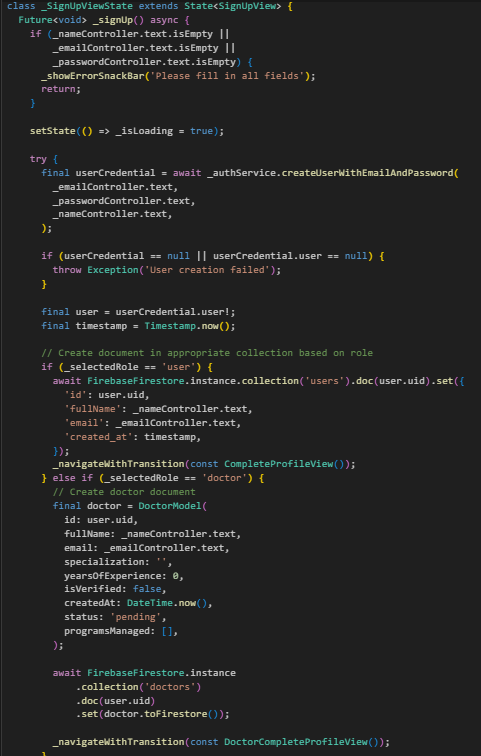 class _SignUpViewState extends State<SignUpView> {
  Future<void> _signUp() async {
    if (_nameController.text.isEmpty ||
        _emailController.text.isEmpty ||
        _passwordController.text.isEmpty) {
      _showErrorSnackBar('Please fill in all fields');
      return;
    }

    setState(() => _isLoading = true);

    try {
      final userCredential = await _authService.createUserWithEmailAndPassword(
        _emailController.text,
        _passwordController.text,
        _nameController.text,
      );

      if (userCredential == null || userCredential.user == null) {
        throw Exception('User creation failed');
      }

      final user = userCredential.user!;
      final timestamp = Timestamp.now();

      // Create document in appropriate collection based on role
      if (_selectedRole == 'user') {
        await FirebaseFirestore.instance.collection('users').doc(user.uid).set({
          'id': user.uid,
          'fullName': _nameController.text,
          'email': _emailController.text,
          'created_at': timestamp,
        });
        _navigateWithTransition(const CompleteProfileView());
      } else if (_selectedRole == 'doctor') {
        // Create doctor document
        final doctor = DoctorModel(
          id: user.uid,
          fullName: _nameController.text,
          email: _emailController.text,
          specialization: '',
          yearsOfExperience: 0,
          isVerified: false,
          createdAt: DateTime.now(),
          status: 'pending',
          programsManaged: [],
        );

        await FirebaseFirestore.instance
            .collection('doctors')
            .doc(user.uid)
            .set(doctor.toFirestore());

        _navigateWithTransition(const DoctorCompleteProfileView());
      }